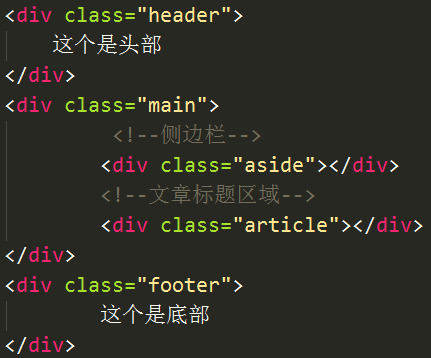 <div class="header">
    这个是头部
</div>
<div class="main">
         <!--侧边栏-->
        <div class="aside"></div>
        <!--文章标题区域-->
        <div class="article"></div>
</div>
<div class="footer">
        这个是底部
</div>